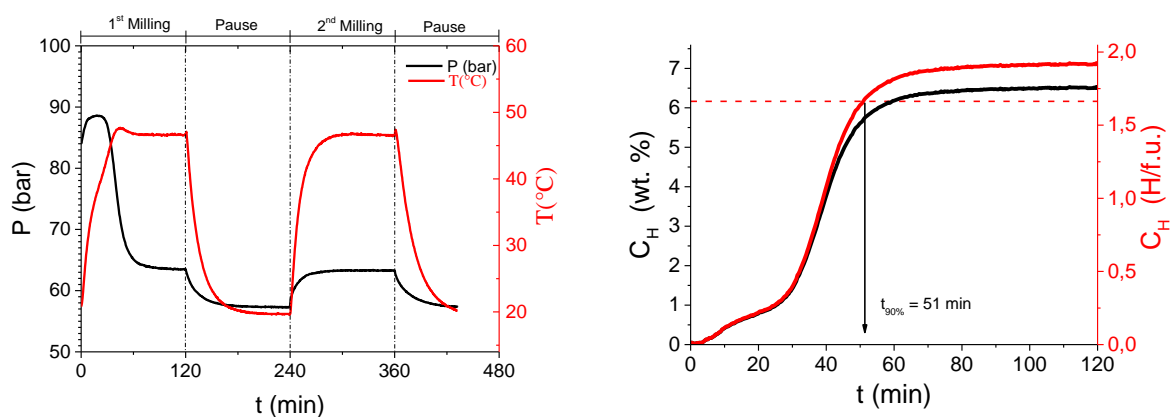 1st Milling Pause 2nd Milling Pause
100
90
80
70
60
50
P (bar)
P (bar)
T(°C)
60
50
40
30
20
10
T(°C)
0 120 240 360 480
t (min)
7
6
5
4
3
2
1
0
CH (wt. %)
t90% = 51 min
2,0
1,5
1,0
0,5
0,0
CH (H/f.u.)
0 20 40 60 80 100 120
t (min)